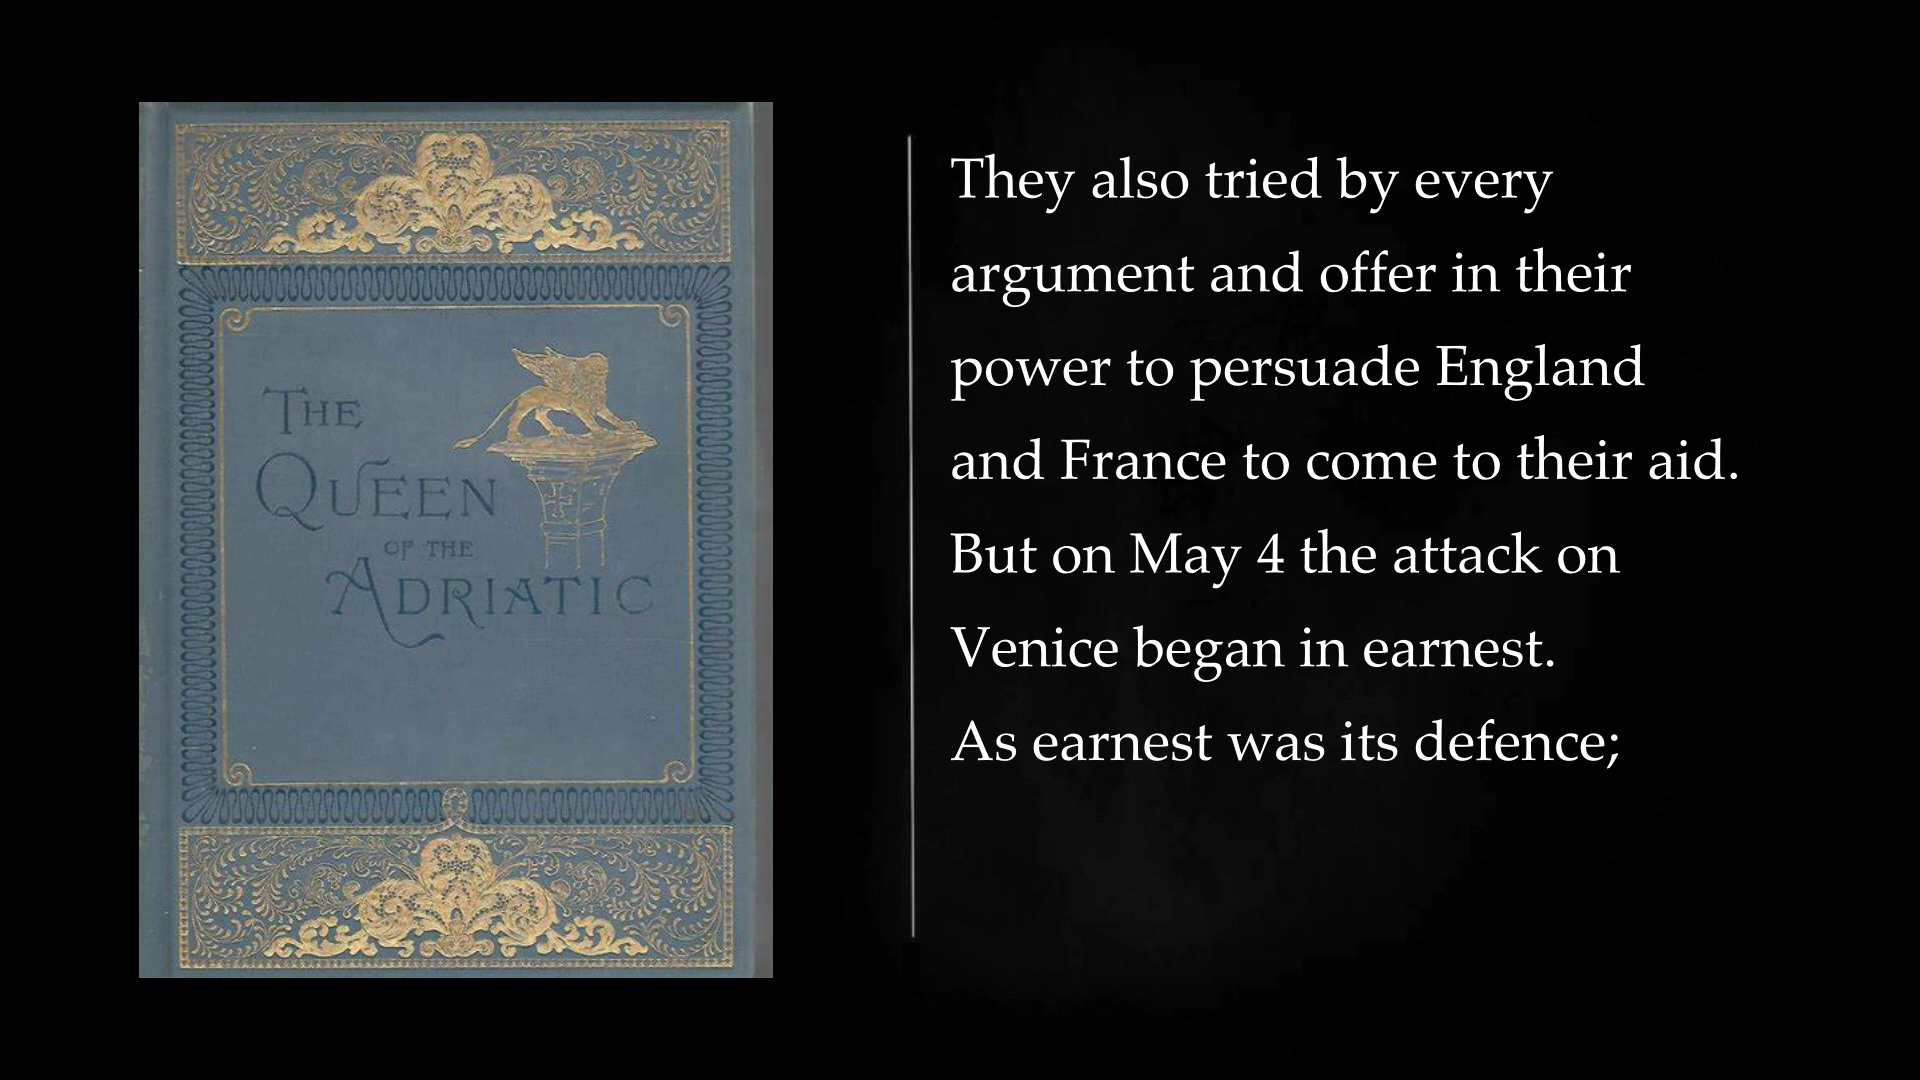 THE
QUEEN
OF THE
ADRIATIC
They also tried by every
argument and offer in their
power to persuade England
and France to come to their aid.
But on May 4 the attack on
Venice began in earnest.
As earnest was its defence;